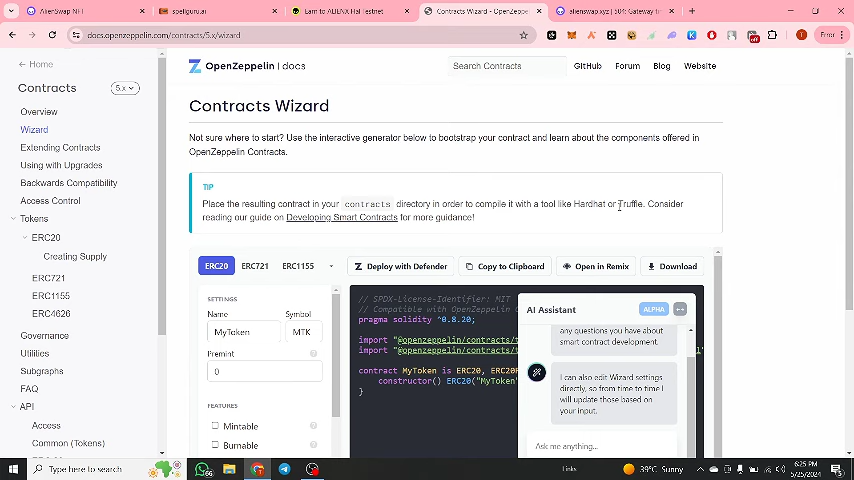 AlienSwap NFT
spellguru.ai
Earn to ALIENX Hal Testnet
Contracts Wizard - OpenZeppe
alienswap.xyz | 504: Gateway ti
docs.openzeppelin.com/contracts/5.x/wizard
off
T
Error
Home
Contracts
5.x
Overview
Wizard
Extending Contracts
Using with Upgrades
Backwards Compatibility
Access Control
Tokens
ERC20
Creating Supply
ERC721
ERC1155
ERC4626
Governance
Utilities
Subgraphs
FAQ
API
Access
Common (Tokens)
OpenZeppelin | docs
Search Contracts
GitHub
Forum
Blog
Website
Contracts Wizard
Not sure where to start? Use the interactive generator below to bootstrap your contract and learn about the components offered in
OpenZeppelin Contracts.
TIP
Place the resulting contract in your contracts directory in order to compile it with a tool like Hardhat or Truffle. Consider
reading our guide on Developing Smart Contracts for more guidance!
ERC20
ERC721
ERC1155
Deploy with Defender
Copy to Clipboard
Open in Remix
Download
SETTINGS
Name
Symbol
MyToken
MTK
Premint
?
0
FEATURES
Mintable
?
Burnable
?
// SPDX-License-Identifier: MIT
// Compatible with OpenZeppelin C
pragma solidity ^0.8.20;
import "@openzeppelin/contracts/t
import "@openzeppelin/contracts/t
contract MyToken is ERC20, ERC20P
constructor() ERC20("MyToken"
}
AI Assistant
ALPHA
any questions you have about
smart contract development.
I can also edit Wizard settings
directly, so from time to time I
will update those based on
your input.
Ask me anything...
Type here to search
66
Links
39°C Sunny
6:25 PM
5/25/2024